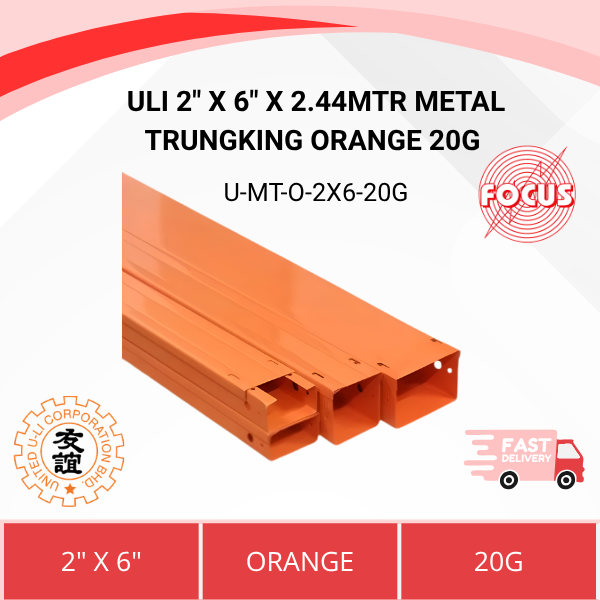 ULI 2" X 6" X 2.44MTR METAL
TRUNGKING ORANGE 20G
U-MT-O-2X6-20G
FOCUS
UNITED U-LI CORPORATION BHD.
友
誼
FAST
DELIVERY
2" X 6"
ORANGE
20G